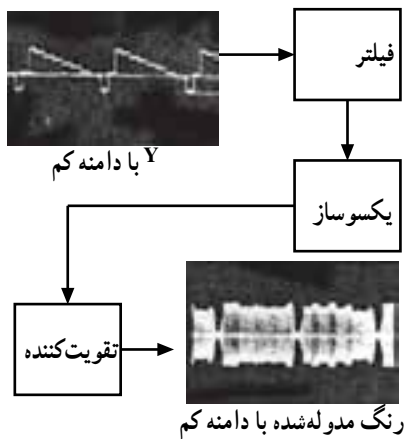 فیلتر
Y با دامنه کم
یکسوساز
تقویت‌کننده
رنگ مدوله‌شده با دامنه کم